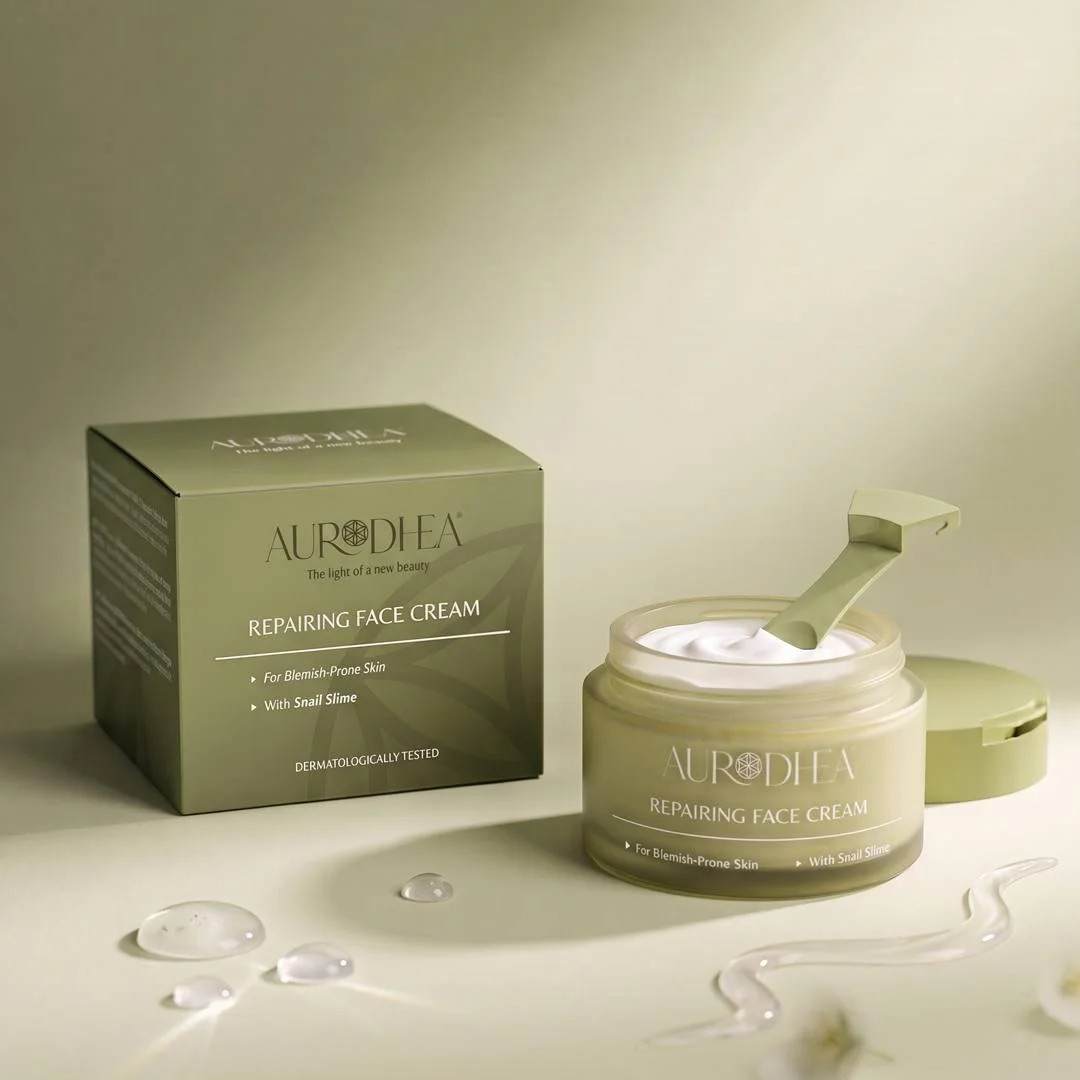 AURODHEA
The light of a new beauty
AURODHEA®
The light of a new beauty
REPAIRING FACE CREAM
▸ For Blemish-Prone Skin
▸ With Snail Slime
DERMATOLOGICALLY TESTED
AURODHEA
REPAIRING FACE CREAM
▸ For Blemish-Prone Skin ▸ With Snail Slime